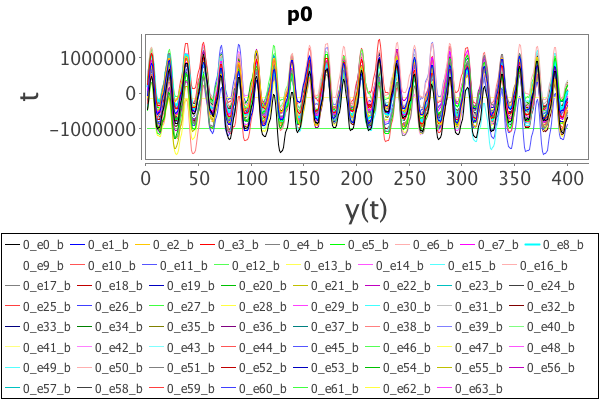 p0
t
1000000
0
−1000000
0 50 100 150 200 250 300 350 400
y(t)
0_e0_b 0_e1_b 0_e2_b 0_e3_b 0_e4_b 0_e5_b 0_e6_b 0_e7_b 0_e8_b
0_e9_b 0_e10_b 0_e11_b 0_e12_b 0_e13_b 0_e14_b 0_e15_b 0_e16_b
0_e17_b 0_e18_b 0_e19_b 0_e20_b 0_e21_b 0_e22_b 0_e23_b 0_e24_b
0_e25_b 0_e26_b 0_e27_b 0_e28_b 0_e29_b 0_e30_b 0_e31_b 0_e32_b
0_e33_b 0_e34_b 0_e35_b 0_e36_b 0_e37_b 0_e38_b 0_e39_b 0_e40_b
0_e41_b 0_e42_b 0_e43_b 0_e44_b 0_e45_b 0_e46_b 0_e47_b 0_e48_b
0_e49_b 0_e50_b 0_e51_b 0_e52_b 0_e53_b 0_e54_b 0_e55_b 0_e56_b
0_e57_b 0_e58_b 0_e59_b 0_e60_b 0_e61_b 0_e62_b 0_e63_b